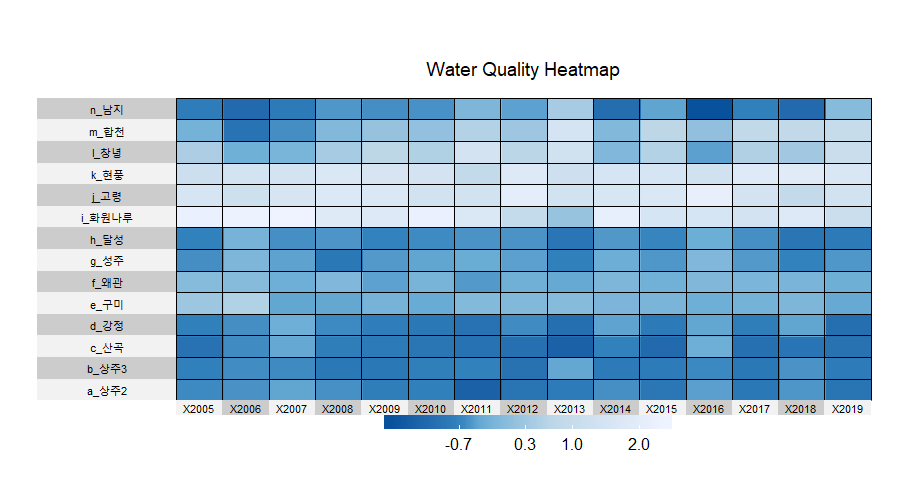 Water Quality Heatmap
n_남지
m_합천
l_창녕
k_현풍
j_고령
i_화원나루
h_달성
g_성주
f_왜관
e_구미
d_강정
c_산곡
b_상주3
a_상주2
X2005 X2006 X2007 X2008 X2009 X2010 X2011 X2012 X2013 X2014 X2015 X2016 X2017 X2018 X2019
-0.7 0.3 1.0 2.0